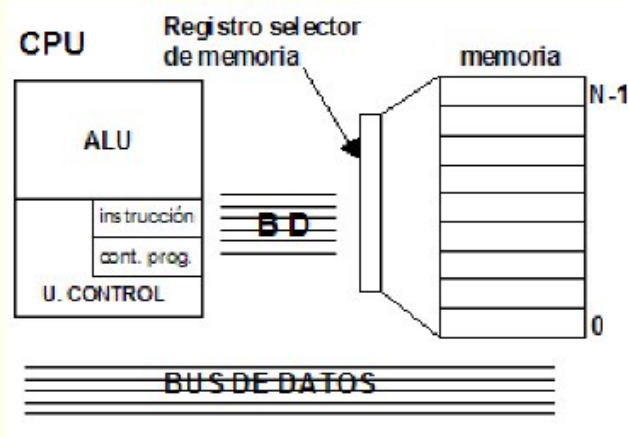 CPU
Registro selector
de memoria
memoria
N-1
ALU
instrucción
cont. prog.
U. CONTROL
B D
0
BUS DE DATOS